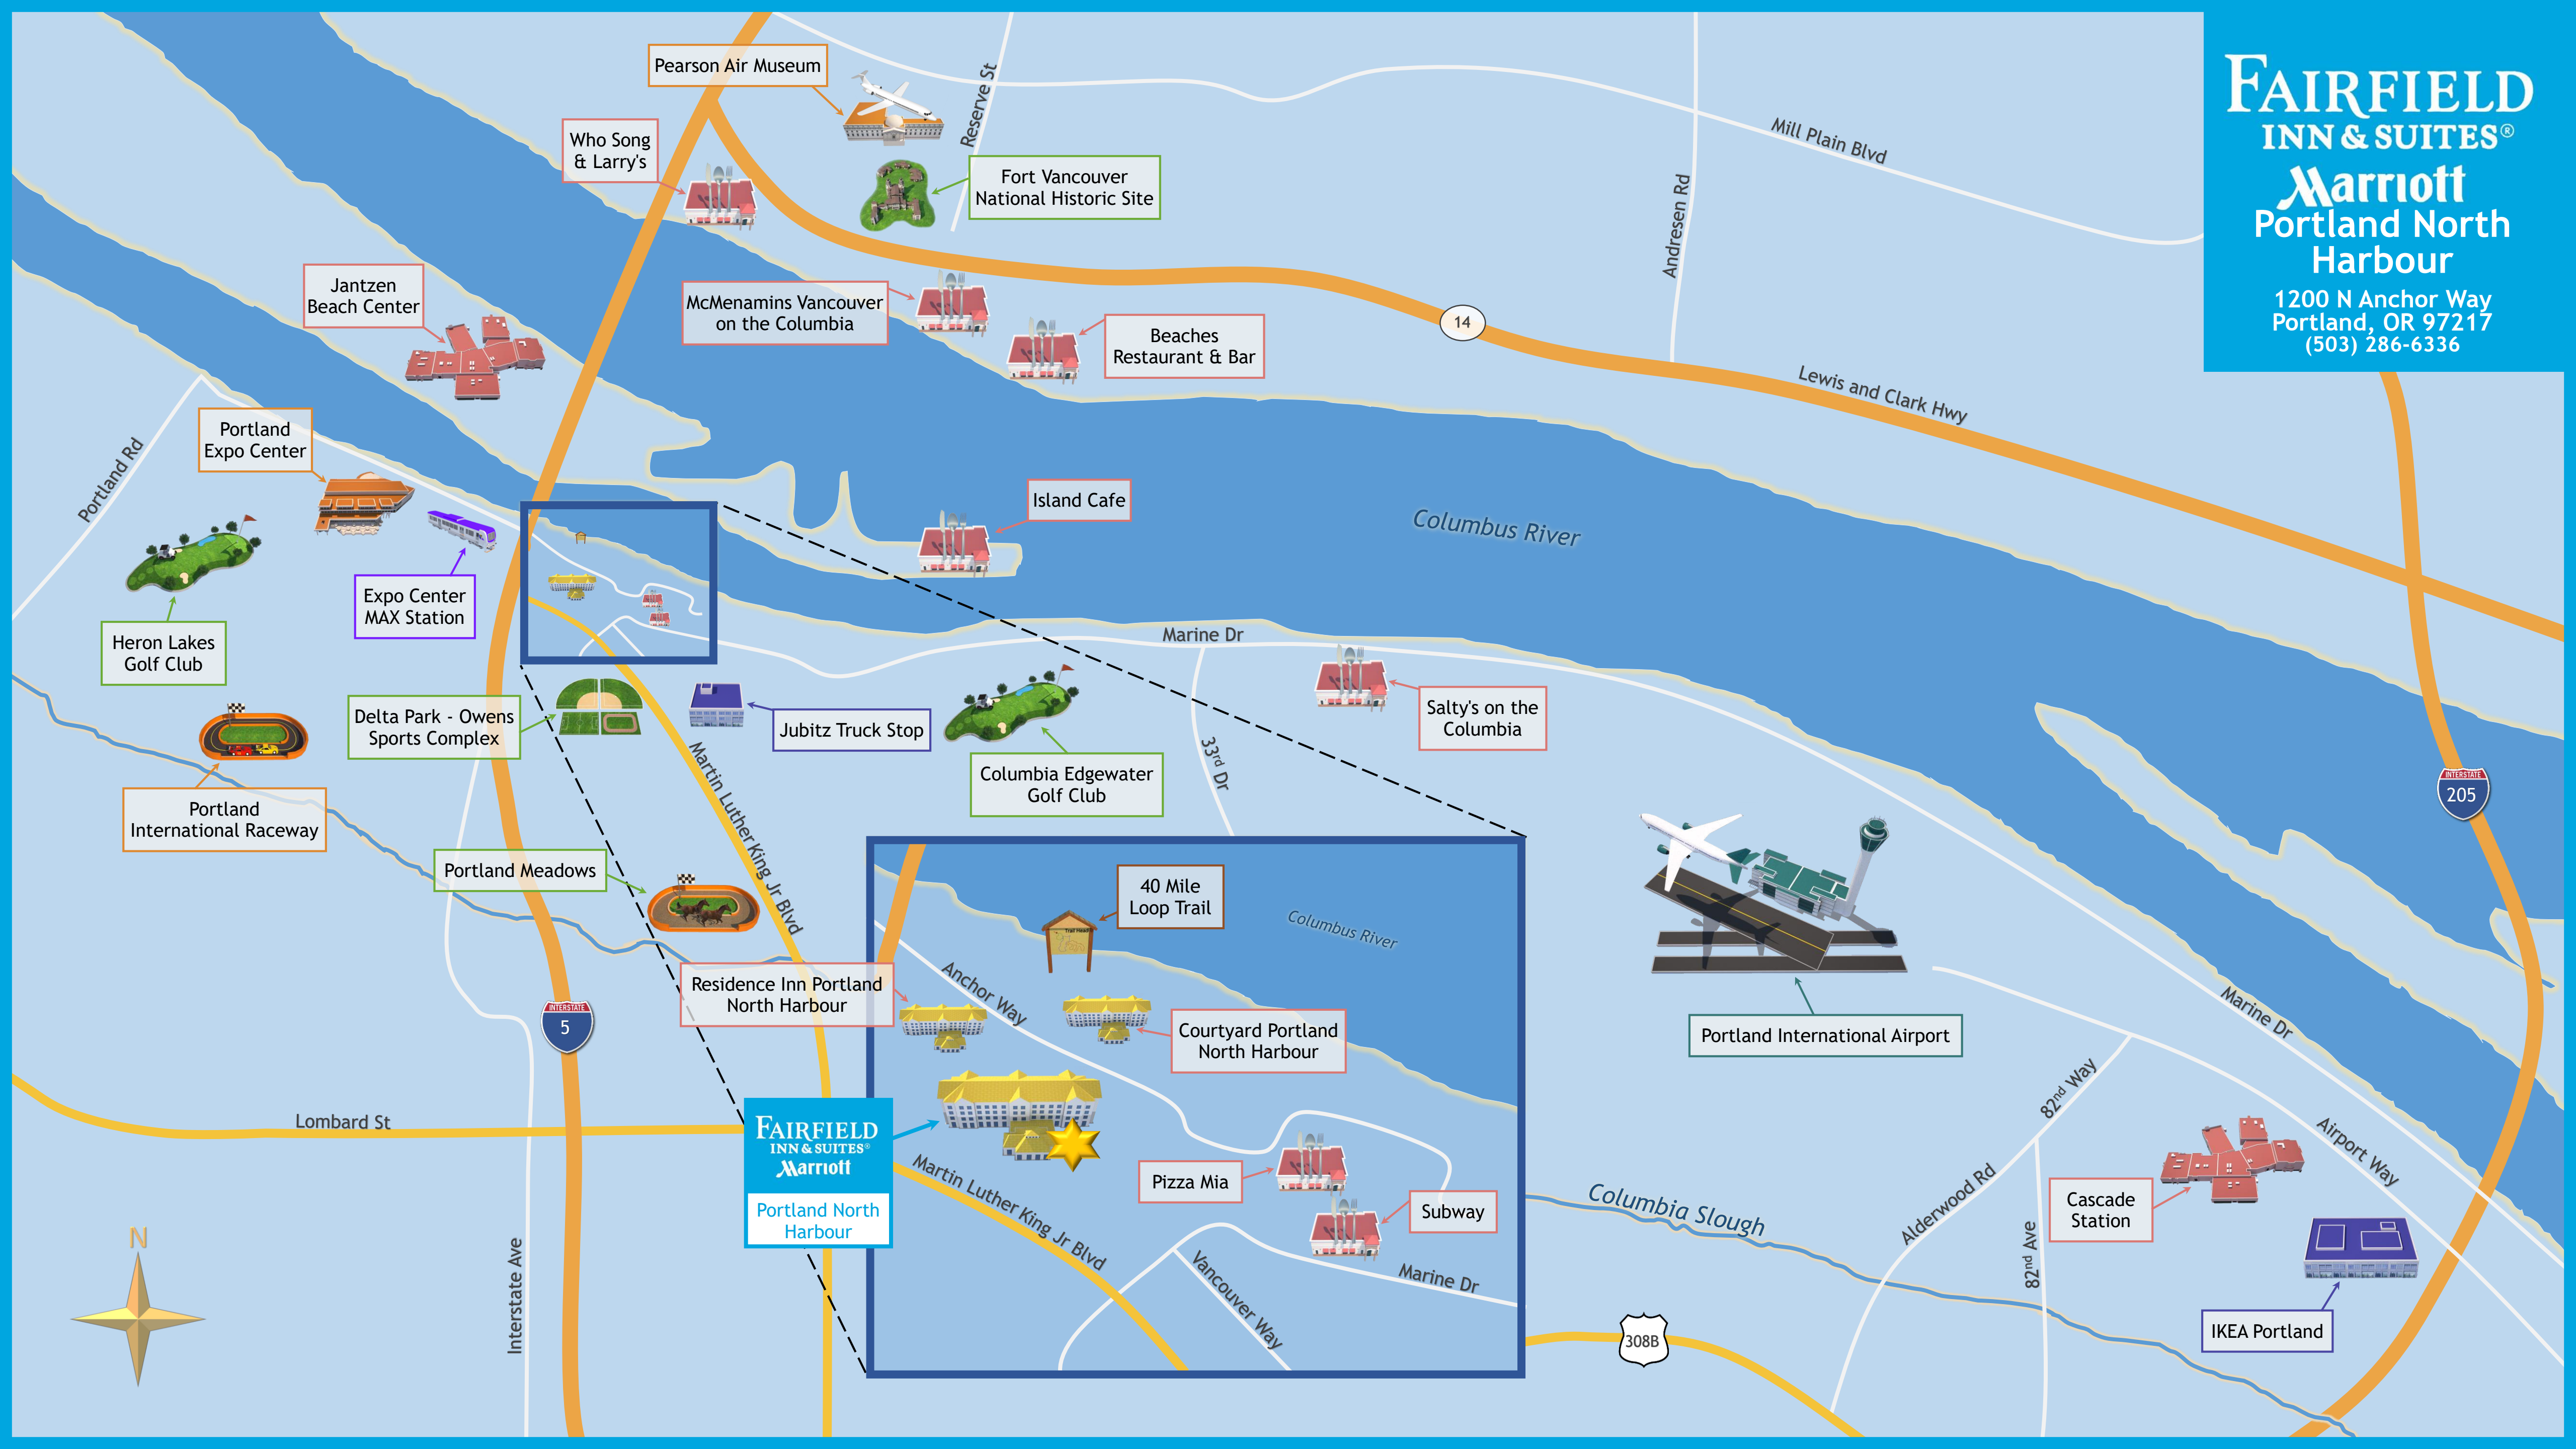 Pearson Air Museum
Reserve St
Mill Plain Blvd
FAIRFIELD
INN & SUITES®
Marriott
Portland North
Harbour
1200 N Anchor Way
Portland, OR 97217
(503) 286-6336
Who Song
& Larry's
Fort Vancouver
National Historic Site
Andresen Rd
Jantzen
Beach Center
McMenamins Vancouver
on the Columbia
Beaches
Restaurant & Bar
14
Lewis and Clark Hwy
Portland Rd
Portland
Expo Center
Island Cafe
Columbus River
Expo Center
MAX Station
Heron Lakes
Golf Club
Marine Dr
Delta Park - Owens
Sports Complex
Jubitz Truck Stop
Salty's on the
Columbia
33rd Dr
Columbia Edgewater
Golf Club
Portland
International Raceway
Martin Luther King Jr Blvd
INTERSTATE
205
Portland Meadows
40 Mile
Loop Trail
Trail Head
Columbus River
Anchor Way
Residence Inn Portland
North Harbour
Courtyard Portland
North Harbour
INTERSTATE
5
Portland International Airport
Marine Dr
82nd Way
Lombard St
FAIRFIELD
INN & SUITES®
Marriott
Portland North
Harbour
Pizza Mia
Subway
Martin Luther King Jr Blvd
Vancouver Way
Marine Dr
Columbia Slough
Alderwood Rd
82nd Ave
Airport Way
Cascade
Station
IKEA Portland
308B
Interstate Ave
N